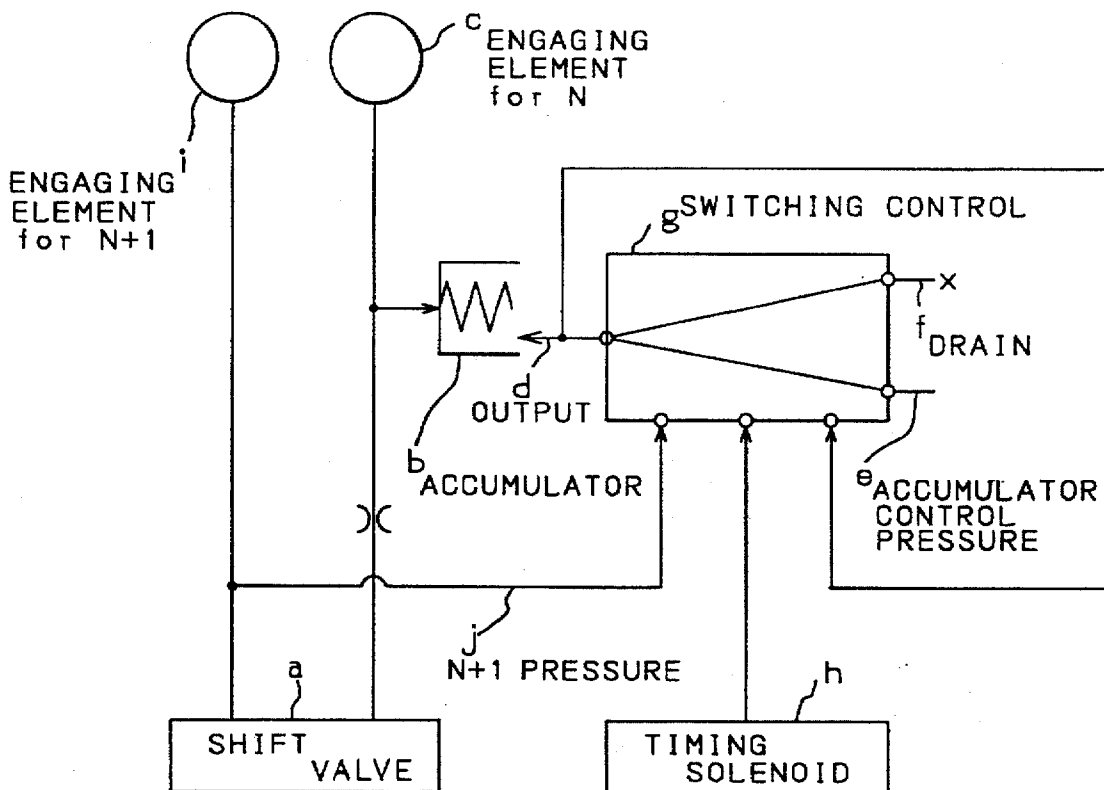 c
ENGAGING
ELEMENT
for N
i
ENGAGING
ELEMENT
for N+1
g
SWITCHING CONTROL
x
f
DRAIN
d
OUTPUT
b
ACCUMULATOR
e
ACCUMULATOR
CONTROL
PRESSURE
j
N+1 PRESSURE
a
SHIFT
VALVE
h
TIMING
SOLENOID